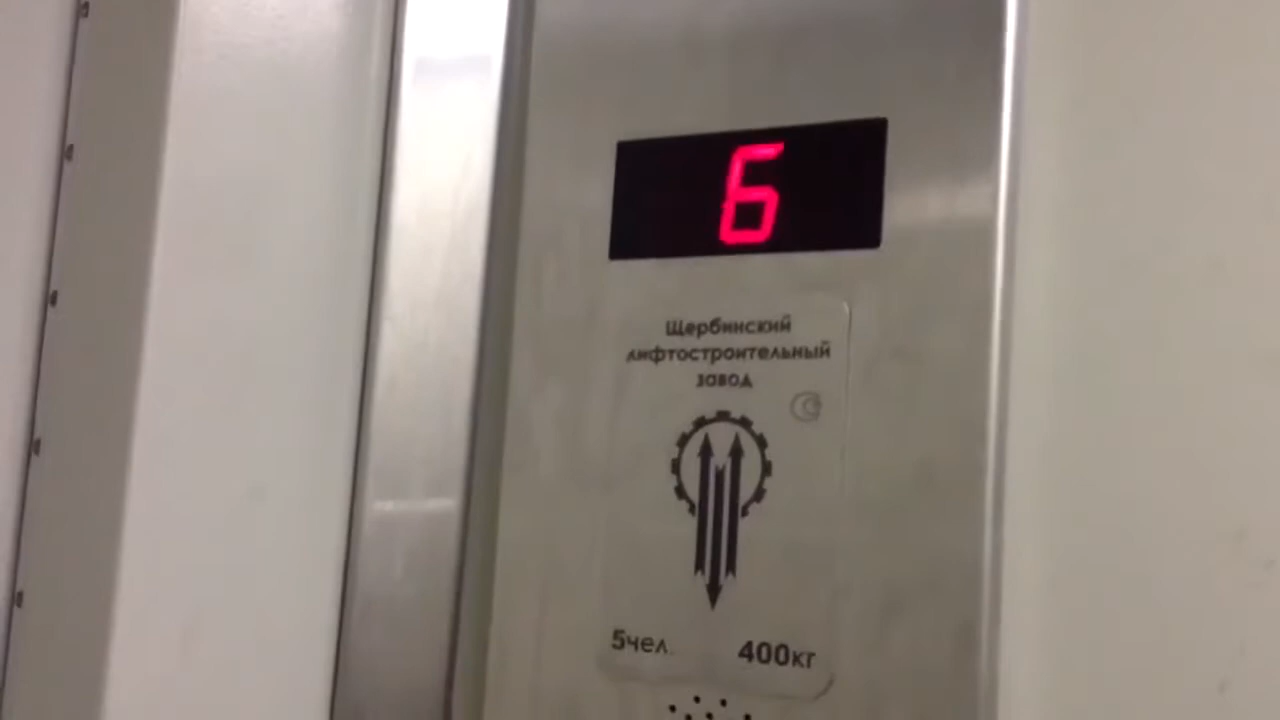 6
Щербинский
лифтостроительный
завод
5чел. 400кг